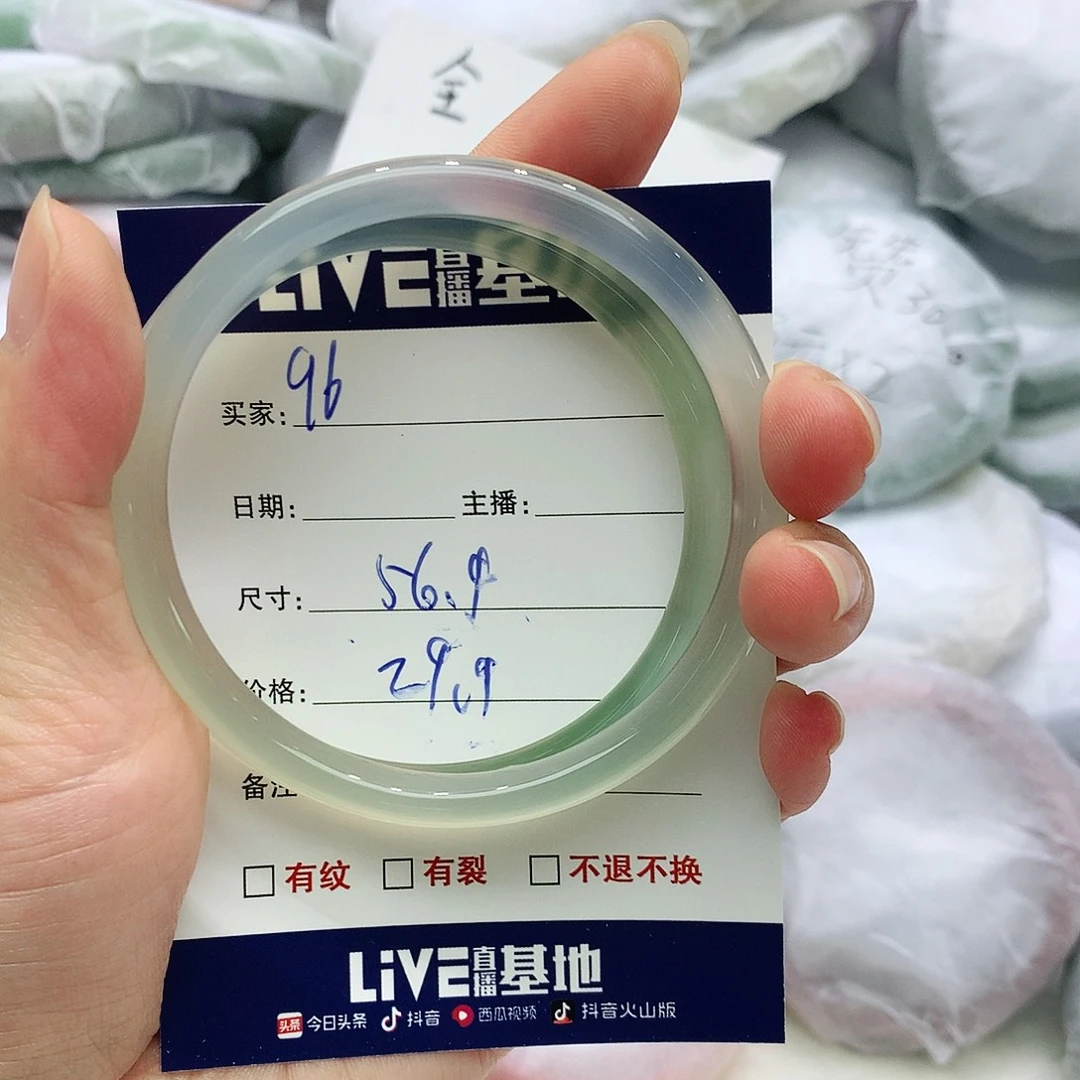 全
LIVE直播基
买家: 96
日期: 主播:
尺寸: 56.9
价格: 29.9
备注
有纹 有裂 不退不换
LiVE直播基地
头条 今日头条 抖音 西瓜视频 抖音火山版